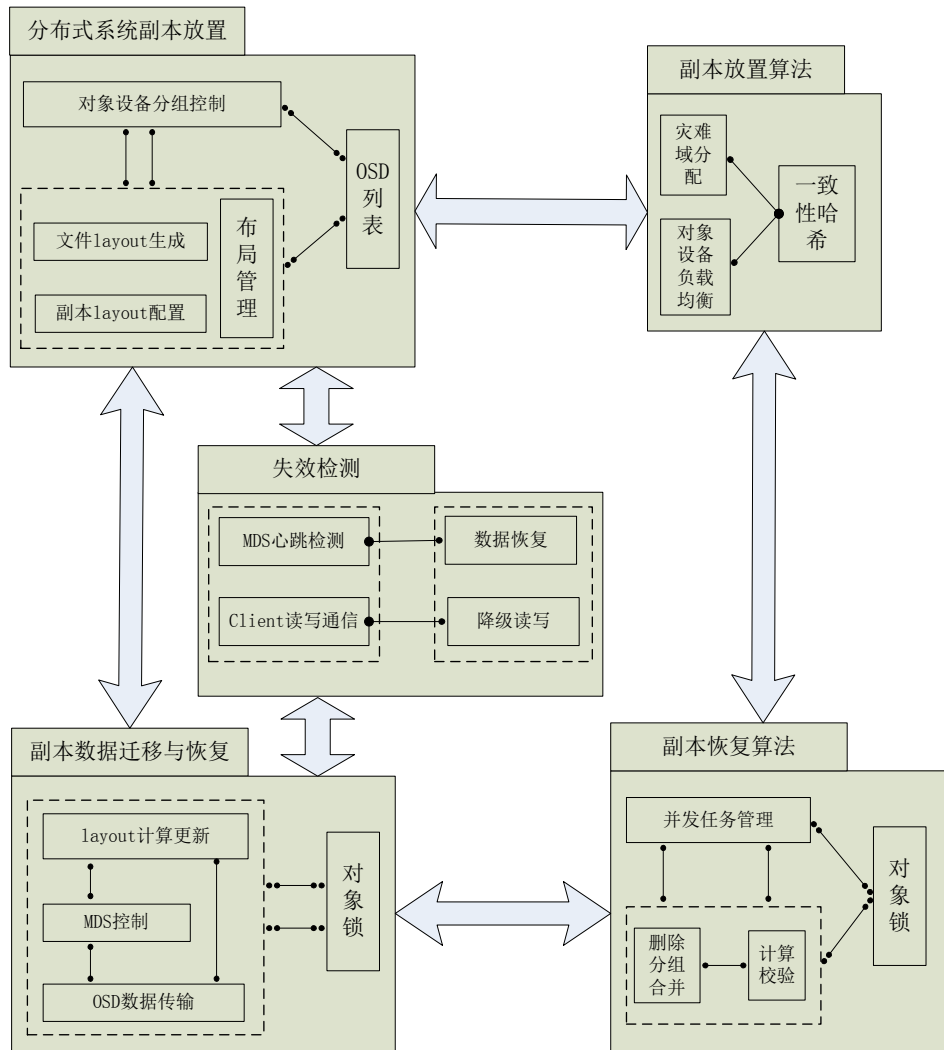 分布式系统副本放置
对象设备分组控制
OSD
列
表
文件layout生成
副本layout配置
布
局
管
理
副本放置算法
灾难
域分
配
对象
设备
负载
均衡
一致
性哈
希
失效检测
MDS心跳检测
数据恢复
Client读写通信
降级读写
副本数据迁移与恢复
layout计算更新
MDS控制
OSD数据传输
对
象
锁
副本恢复算法
并发任务管理
删除
分组
合并
计算
校验
对
象
锁